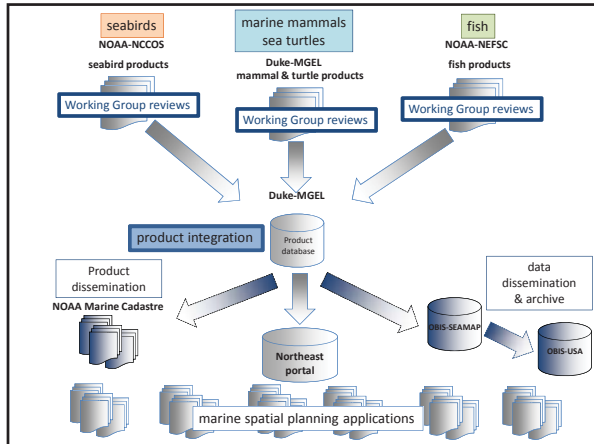 seabirds
NOAA-NCCOS
seabird products
Working Group reviews
marine mammals
sea turtles
Duke-MGEL
mammal & turtle products
Working Group reviews
fish
NOAA-NEFSC
fish products
Working Group reviews
Duke-MGEL
product integration
Product
database
Product
dissemination
NOAA Marine Cadastre
data
dissemination
& archive
OBIS-SEAMAP
OBIS-USA
Northeast
portal
marine spatial planning applications